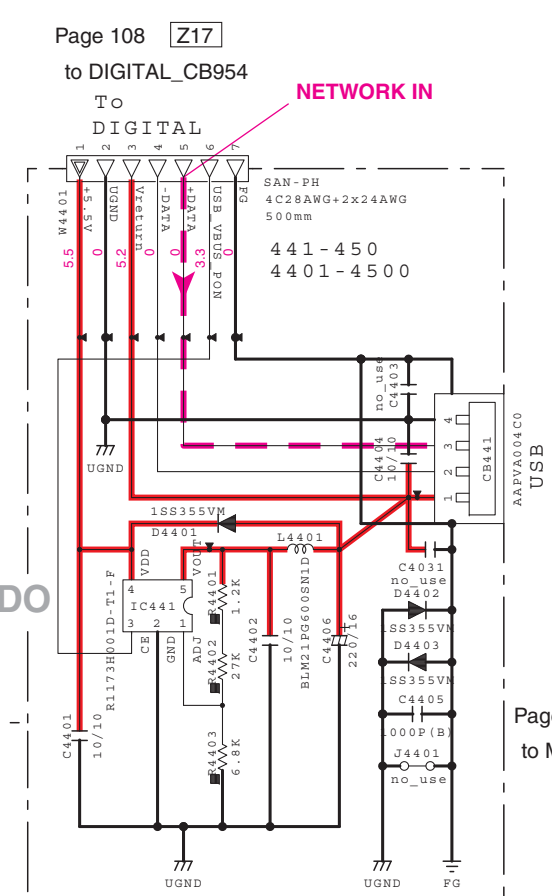 Page 108 Z17
to DIGITAL_CB954
NETWORK IN
To
DIGITAL
1 2 3 4 5 6 7
W4401
+5.5V
UGND
Vreturn
-DATA
+DATA
USB_VBUS_PON
FG
5.5
0
5.2
0
0
3.3
0
SAN-PH
4C28AWG+2x24AWG
500mm
441-450
4401-4500
no_use
C4403
C4404
10/10
4
3
2
1
CB441
AAPVA004C0
USB
UGND
1SS355VM
D4401
L4401
BLM21PG600SN1D
VDD
VOUT
4 5
IC441
3 2 1
CE
GND
ADJ
R1173H001D-T1-F
R4401
1.2K
R4402
27K
R4403
6.8K
C4402
10/10
C4406
+
220/16
C4401
10/10
C4031
no_use
D4402
1SS355VM
D4403
1SS355VM
C4405
1000P(B)
J4401
no_use
DO
Page
to M
UGND
UGND
FG